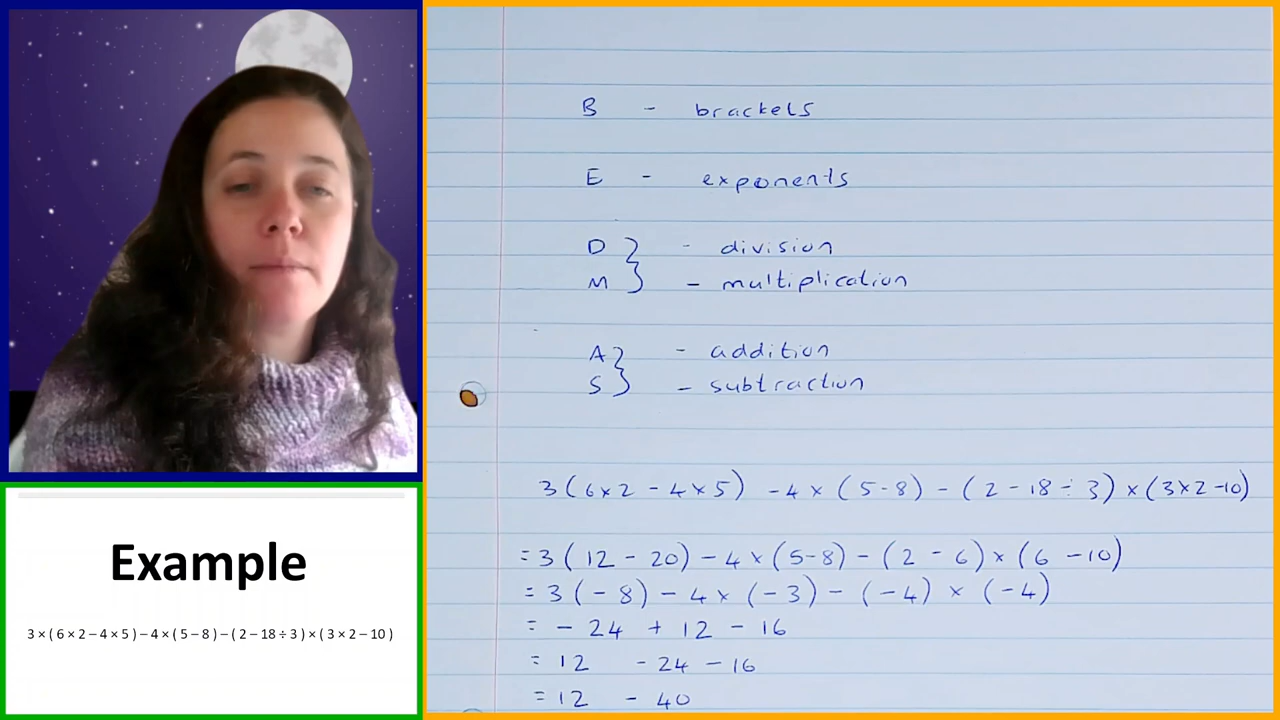 B - brackets
E - exponents
D } - division
M } - multiplication
A } - addition
S } - subtraction
3(6×2-4×5) -4×(5-8)-(2-18÷3)×(3×2-10)
=3(12-20)-4×(5-8)-(2-6)×(6-10)
=3(-8)-4×(-3)-(-4)×(-4)
=-24+12-16
=12 -24-16
=12 -40
Example
3×(6×2–4×5)–4×(5–8)–(2–18÷3)×(3×2–10)